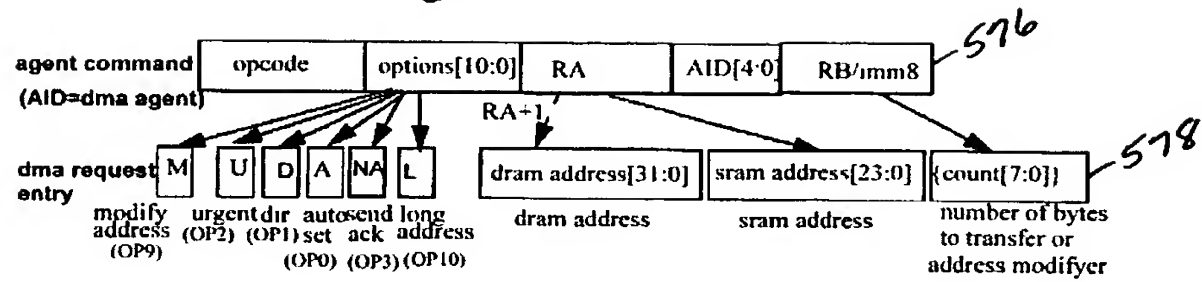 576
agent command opcode options[10:0] RA AID[4:0] RB/imm8
(AID=dma agent)
RA+1
578
dma request entry M U D A NA L dram address[31:0] sram address[23:0] {count[7:0]}
modify address (OP9)
urgent (OP2)
dir (OP1)
auto set (OP0)
send ack (OP3)
long address (OP10)
dram address
sram address
number of bytes
to transfer or
address modifyer